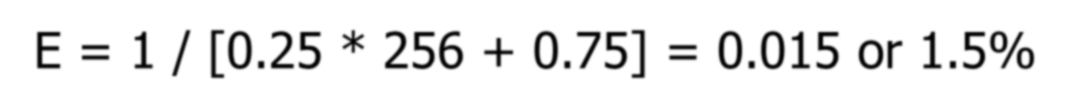 E = 1 / [0.25 * 256 + 0.75] = 0.015 or 1.5%